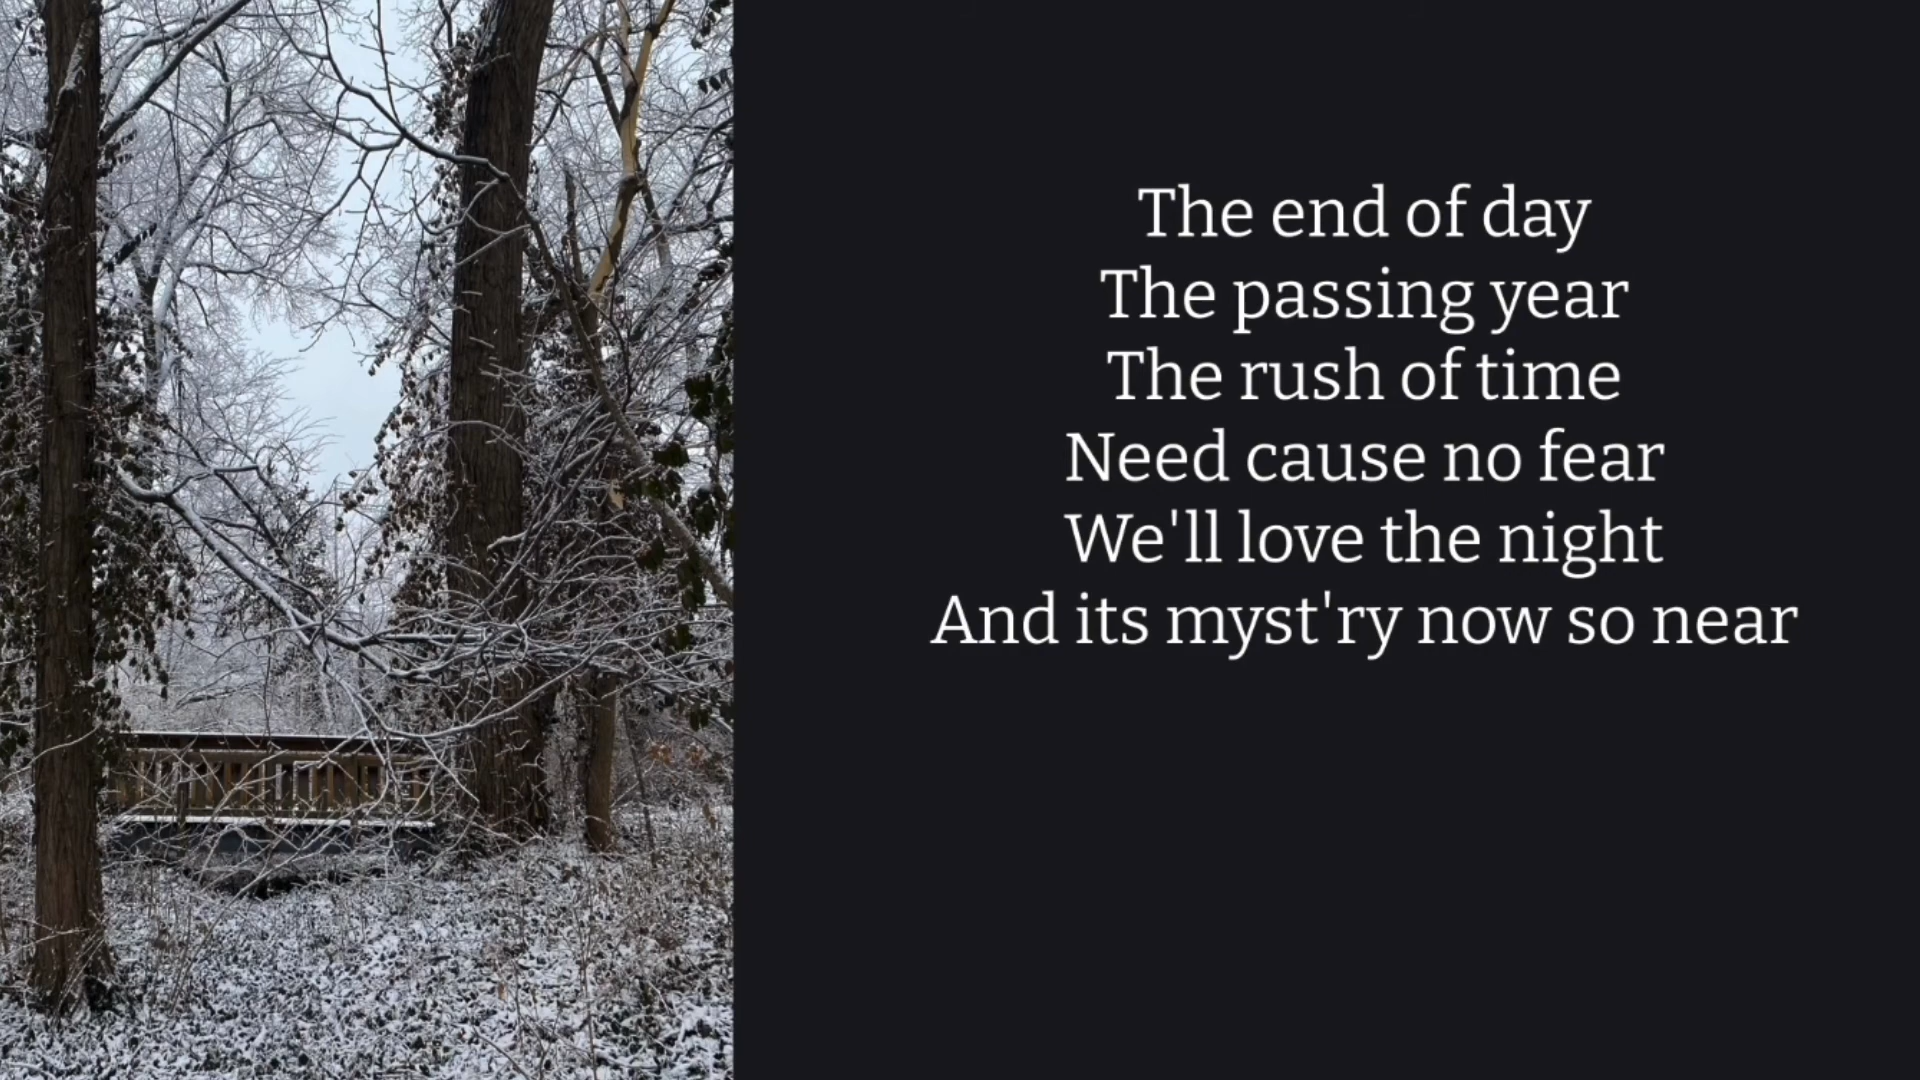 The end of day
The passing year
The rush of time
Need cause no fear
We'll love the night
And its myst'ry now so near